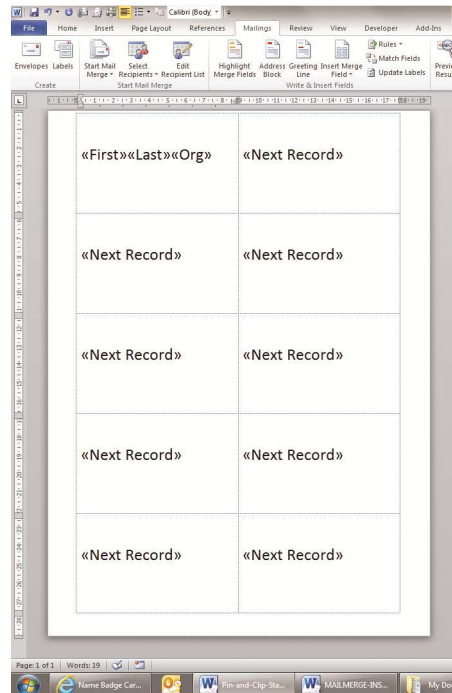 Calibri (Body)
File Home Insert Page Layout References Mailings Review View Developer Add-Ins
Envelopes Labels Start Mail Merge Select Recipients Edit Recipient List Highlight Merge Fields Address Block Greeting Line Insert Merge Field Rules Match Fields Update Labels
Create Start Mail Merge Write & Insert Fields
«First»«Last»«Org» «Next Record»
«Next Record» «Next Record»
«Next Record» «Next Record»
«Next Record» «Next Record»
«Next Record» «Next Record»
Page: 1 of 1 Words: 19
Name Badge Car... Pin-and-Clip-Sta... MAILMERGE-INS... My Do